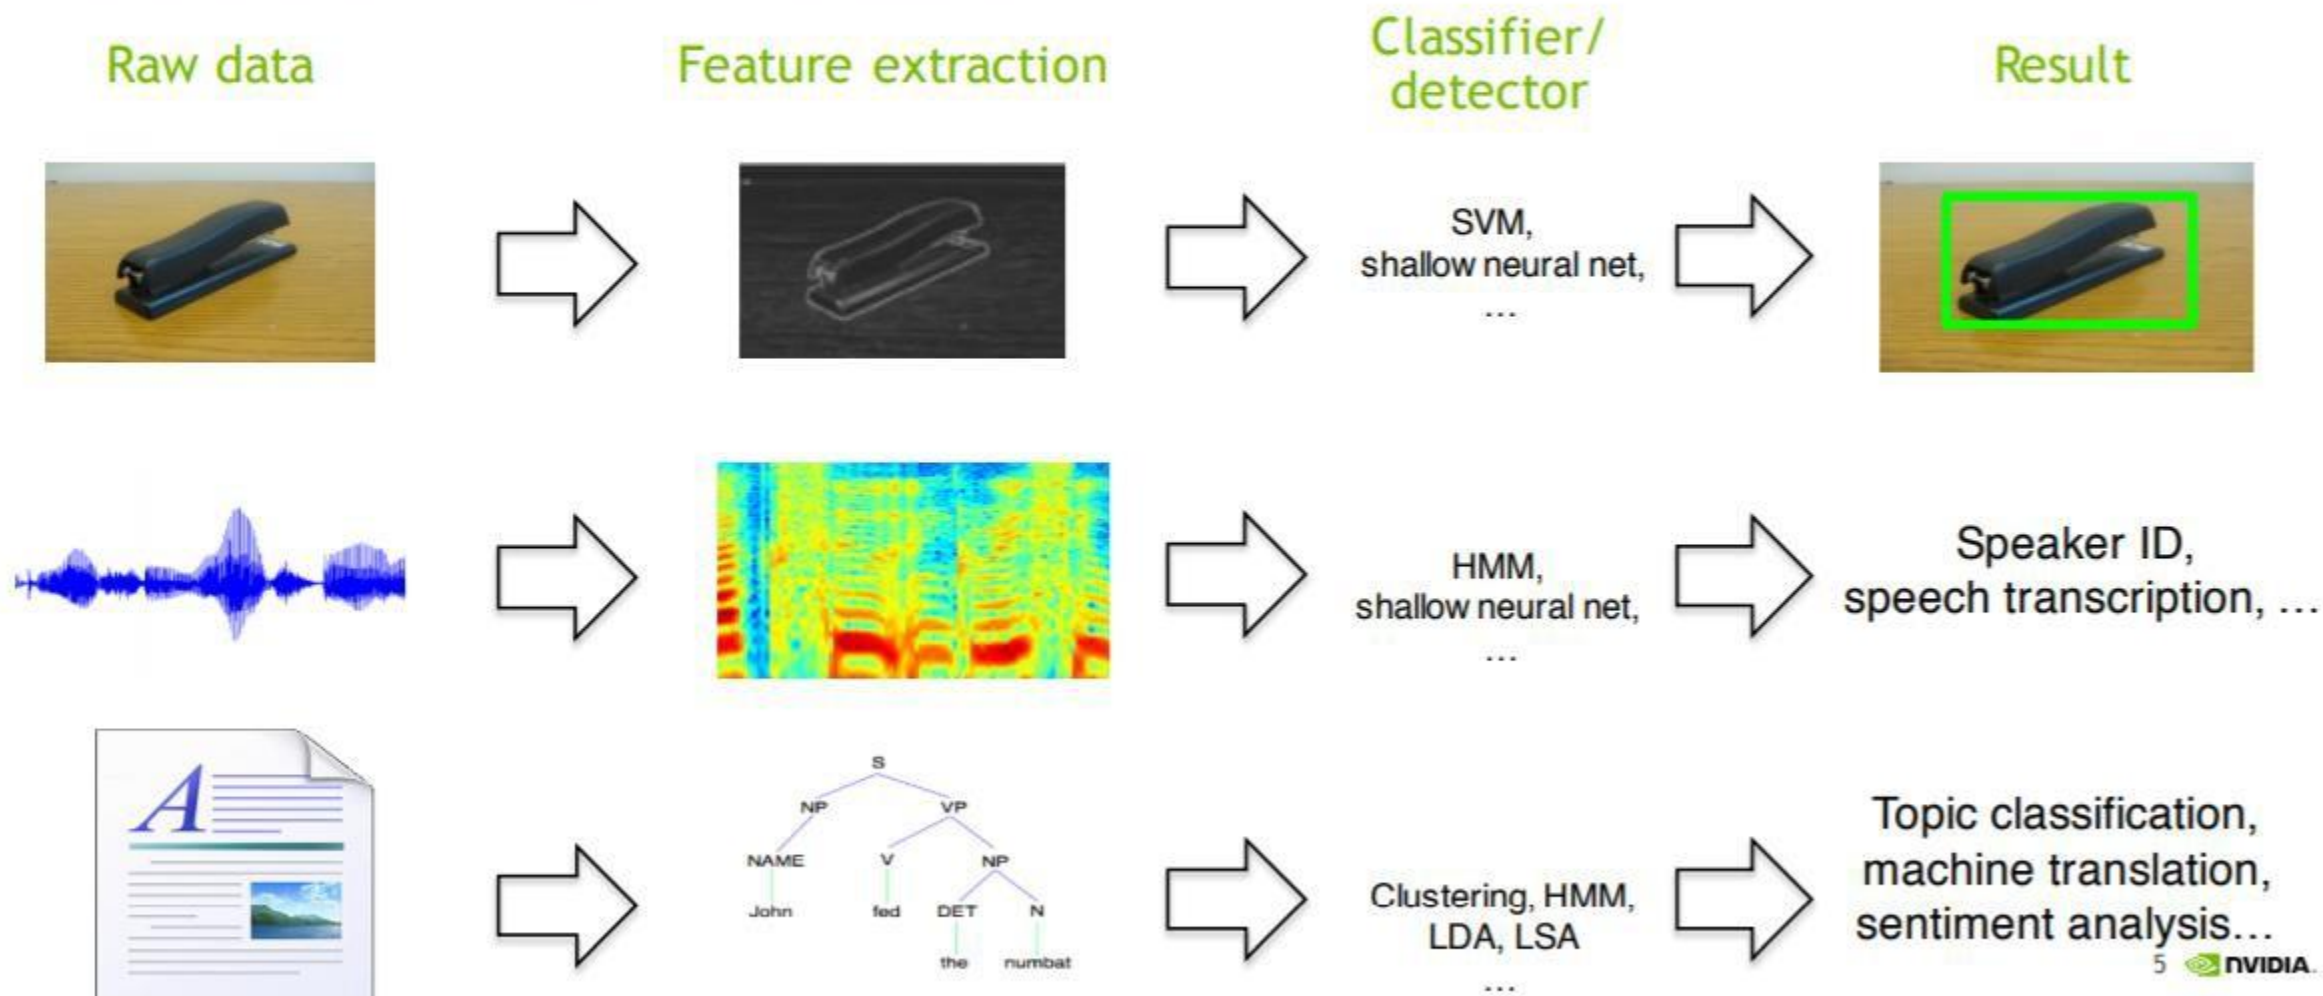 Raw data
Feature extraction
Classifier/
detector
Result
SVM,
shallow neural net,
...
HMM,
shallow neural net,
...
Speaker ID,
speech transcription, ...
A
S
NP VP
NAME V NP
John fed DET N
the numbat
Clustering, HMM,
LDA, LSA
...
Topic classification,
machine translation,
sentiment analysis...
5 NVIDIA.